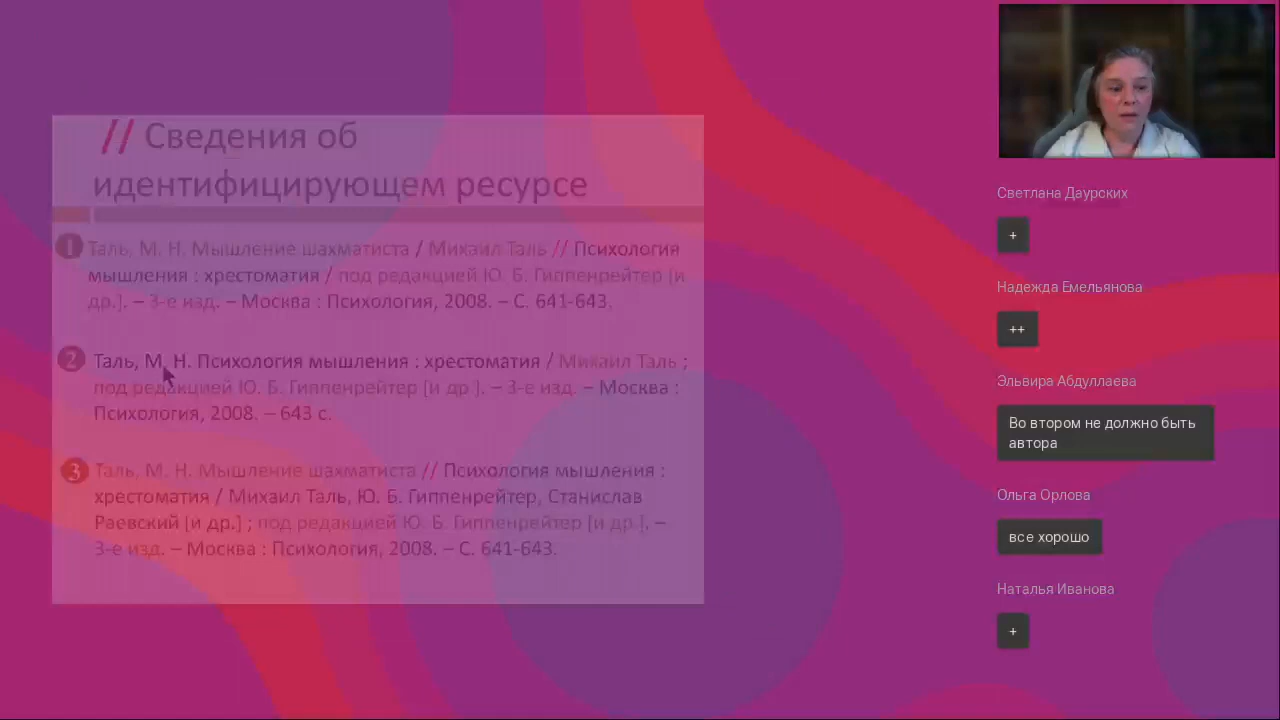 // Сведения об
идентифицирующем ресурсе
1 Таль, М. Н. Мышление шахматиста / Михаил Таль // Психология
мышления : хрестоматия / под редакцией Ю. Б. Гиппенрейтер [и
др.]. – 3-е изд. – Москва : Психология, 2008. – С. 641-643.
2 Таль, М. Н. Психология мышления : хрестоматия / Михаил Таль ;
под редакцией Ю. Б. Гиппенрейтер [и др.]. – 3-е изд. – Москва :
Психология, 2008. – 643 с.
3 Таль, М. Н. Мышление шахматиста // Психология мышления :
хрестоматия / Михаил Таль, Ю. Б. Гиппенрейтер, Станислав
Раевский [и др.] ; под редакцией Ю. Б. Гиппенрейтер [и др.]. –
3-е изд. – Москва : Психология, 2008. – С. 641-643.
Светлана Даурских
+
Надежда Емельянова
++
Эльвира Абдуллаева
Во втором не должно быть
автора
Ольга Орлова
все хорошо
Наталья Иванова
+